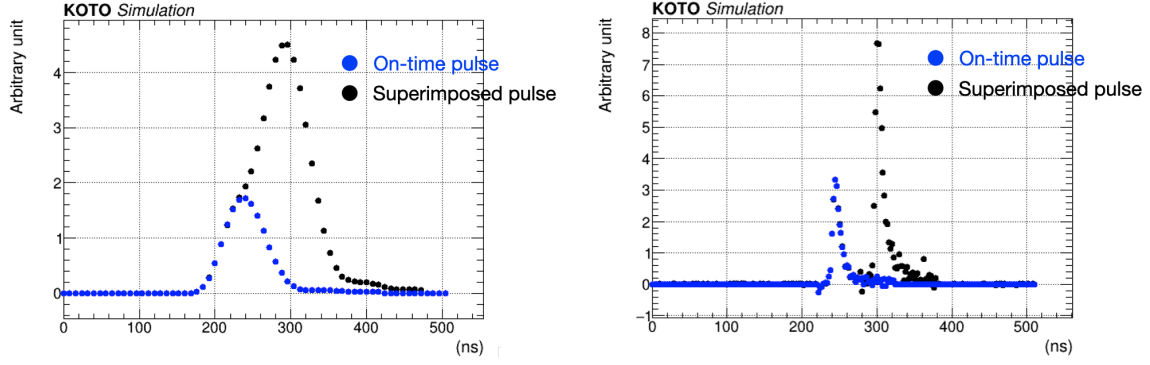 KOTO Simulation
Arbitrary unit
On-time pulse
Superimposed pulse
4
3
2
1
0
0 100 200 300 400 500
(ns)
KOTO Simulation
Arbitrary unit
On-time pulse
Superimposed pulse
8
7
6
5
4
3
2
1
0
−1
0 100 200 300 400 500
(ns)